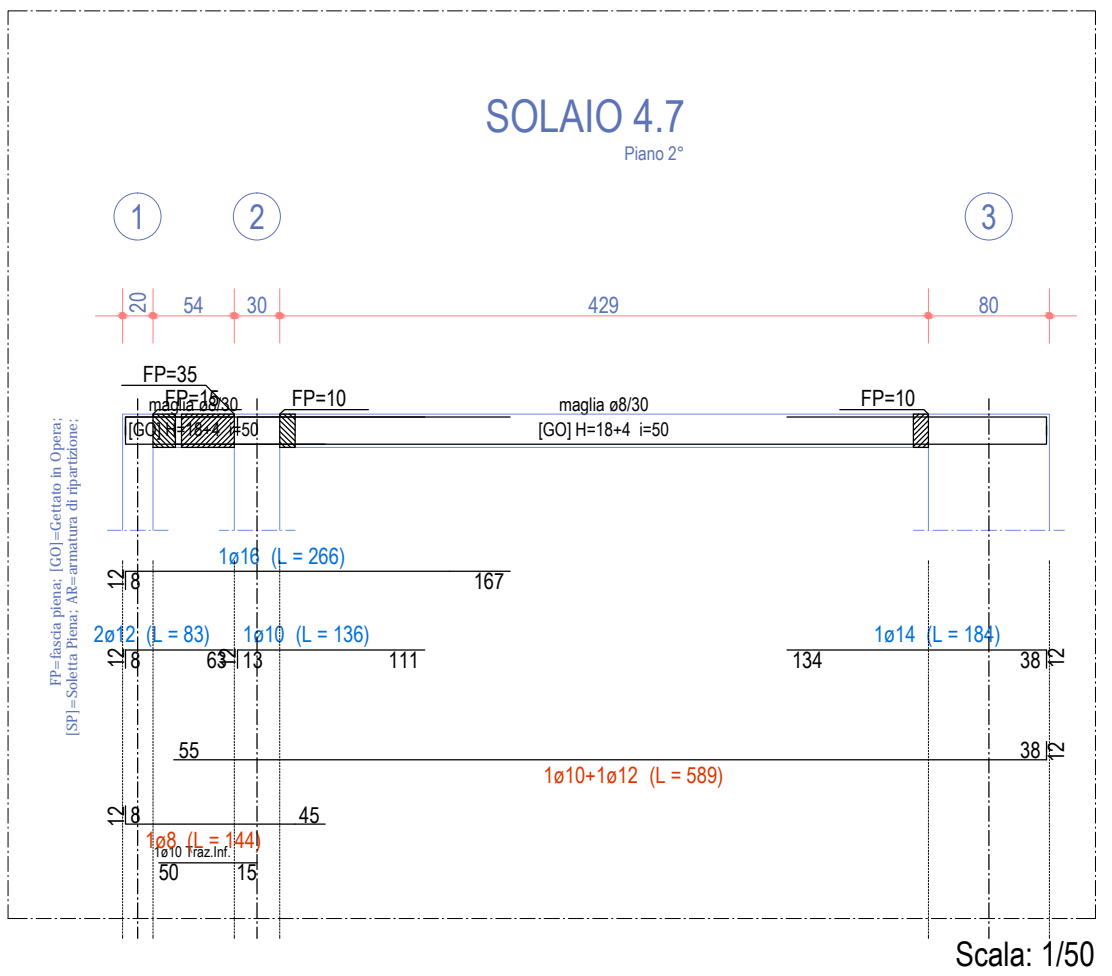 SOLAIO 4.7
Piano 2°
1
2
3
20
54
30
429
80
FP=35
FP=15
FP=10
FP=10
maglia ø8/30
maglia ø8/30
[GO] H=18+4 i=50
[GO] H=18+4 i=50
FP=fascia piena; [GO]=Gettato in Opera;
[SP]=Soletta Piena; AR=armatura di ripartizione;
1ø16 (L = 266)
12
8
167
2ø12 (L = 83)
1ø10 (L = 136)
1ø14 (L = 184)
12
8
63
12
13
111
134
38
12
55
38
12
1ø10+1ø12 (L = 589)
12
8
45
1ø8 (L = 144)
1ø10 Traz.Inf.
50
15
Scala: 1/50